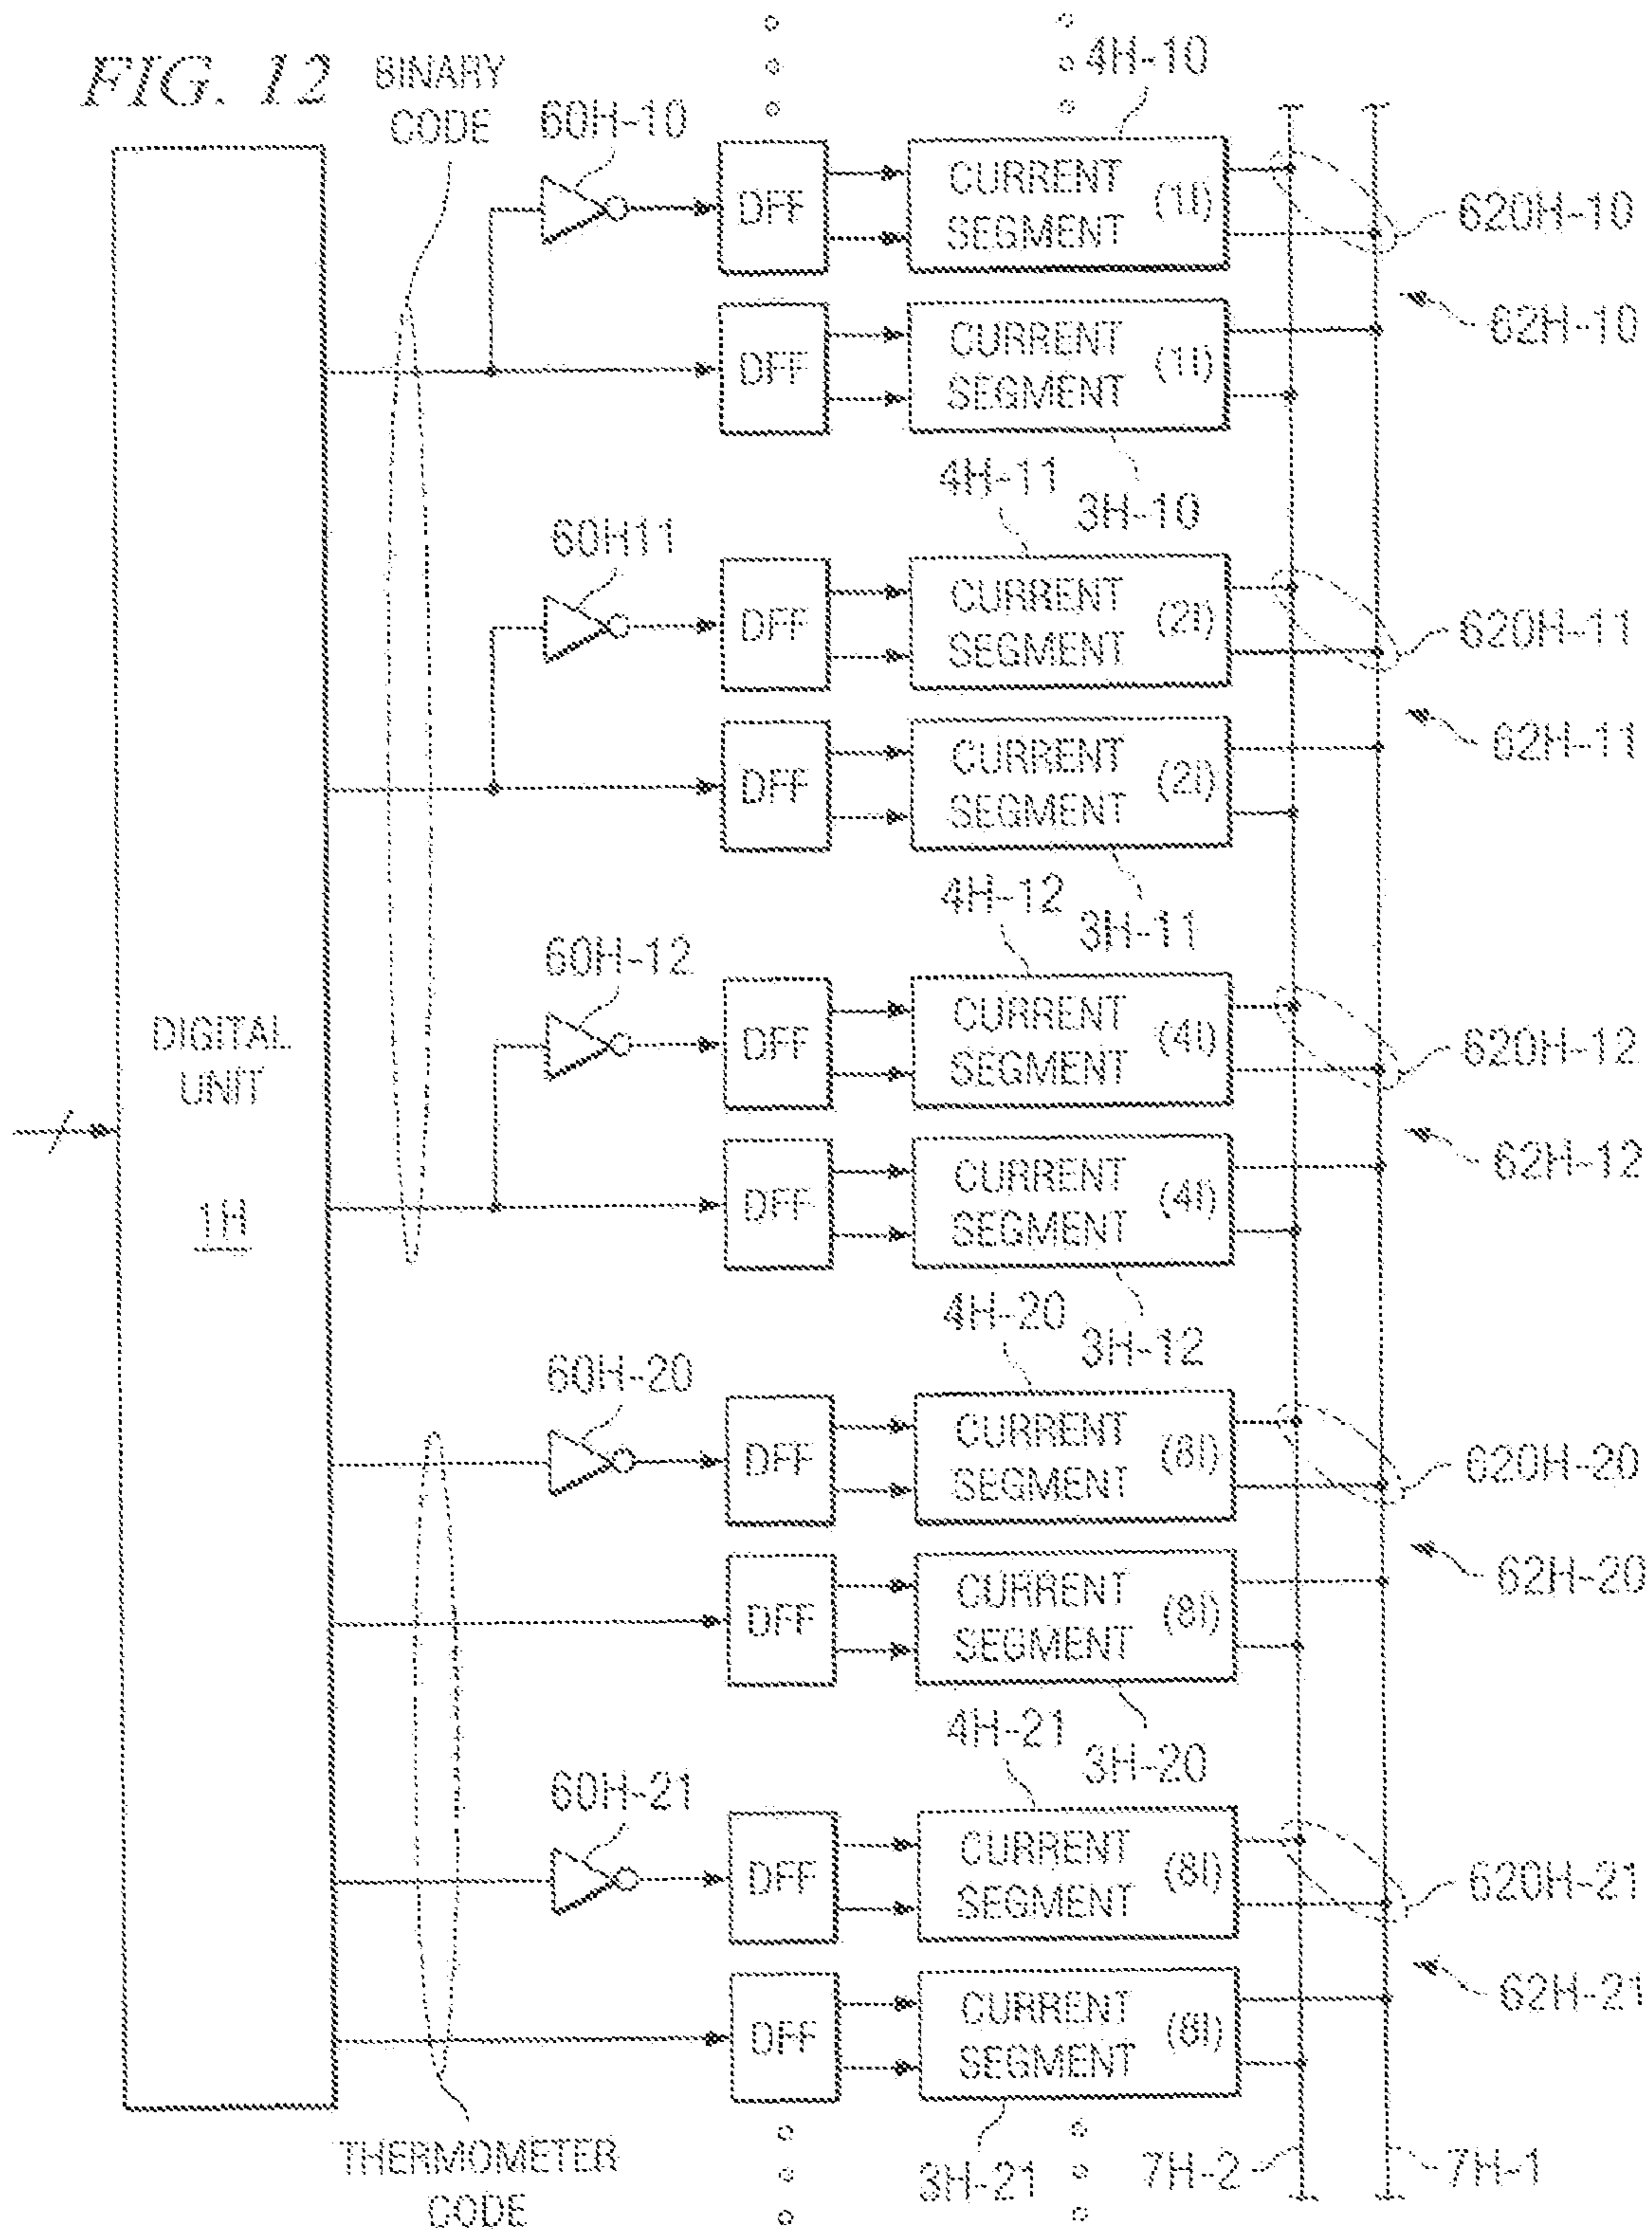 FIG. 12
BINARY
CODE
60H-10
4H-10
DFF
CURRENT
SEGMENT
(1I)
620H-10
62H-10
DFF
CURRENT
SEGMENT
(1I)
4H-11
3H-10
60H11
DFF
CURRENT
SEGMENT
(2I)
620H-11
62H-11
DFF
CURRENT
SEGMENT
(2I)
4H-12
3H-11
60H-12
DFF
CURRENT
SEGMENT
(4I)
620H-12
62H-12
DIGITAL
UNIT
1H
DFF
CURRENT
SEGMENT
(4I)
4H-20
3H-12
60H-20
DFF
CURRENT
SEGMENT
(8I)
620H-20
62H-20
DFF
CURRENT
SEGMENT
(8I)
4H-21
3H-20
60H-21
DFF
CURRENT
SEGMENT
(8I)
620H-21
62H-21
DFF
CURRENT
SEGMENT
(8I)
THERMOMETER
CODE
3H-21
7H-2
7H-1